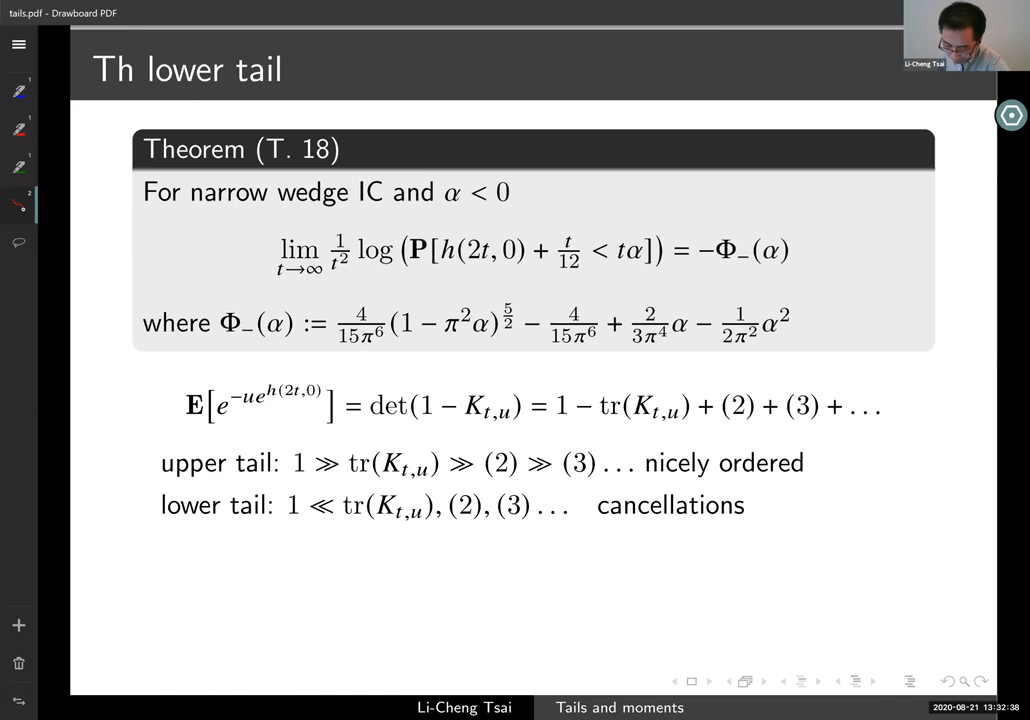 tails.pdf - Drawboard PDF
Li-Cheng Tsai
Th lower tail
Theorem (T. 18)
For narrow wedge IC and α < 0
lim_{t→∞} 1/t² log(P[h(2t, 0) + t/12 < tα]) = −Φ₋(α)
where Φ₋(α) := 4/(15π⁶) (1 − π²α)^{5/2} − 4/(15π⁶) + 2/(3π⁴) α − 1/(2π²) α²
E[e^{−ue^{h(2t,0)}}] = det(1 − K_{t,u}) = 1 − tr(K_{t,u}) + (2) + (3) + . . .
upper tail: 1 ≫ tr(K_{t,u}) ≫ (2) ≫ (3) . . . nicely ordered
lower tail: 1 ≪ tr(K_{t,u}), (2), (3) . . . cancellations
Li-Cheng Tsai Tails and moments
2020-08-21 13:32:38